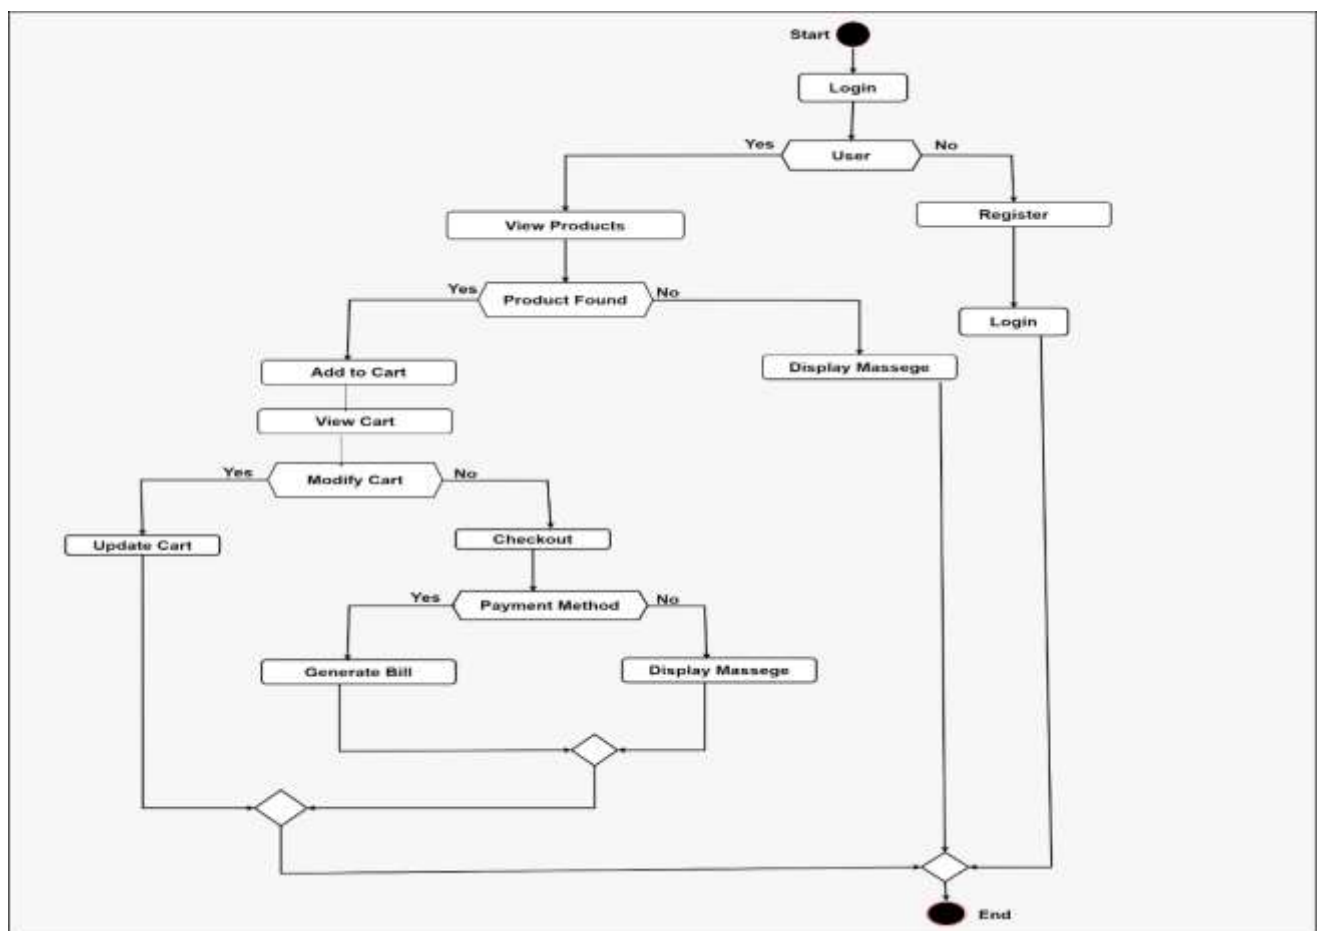 Start
Login
Yes
User
No
View Products
Register
Yes
Product Found
No
Login
Add to Cart
Display Massege
View Cart
Yes
Modify Cart
No
Update Cart
Checkout
Yes
Payment Method
No
Generate Bill
Display Massege
End